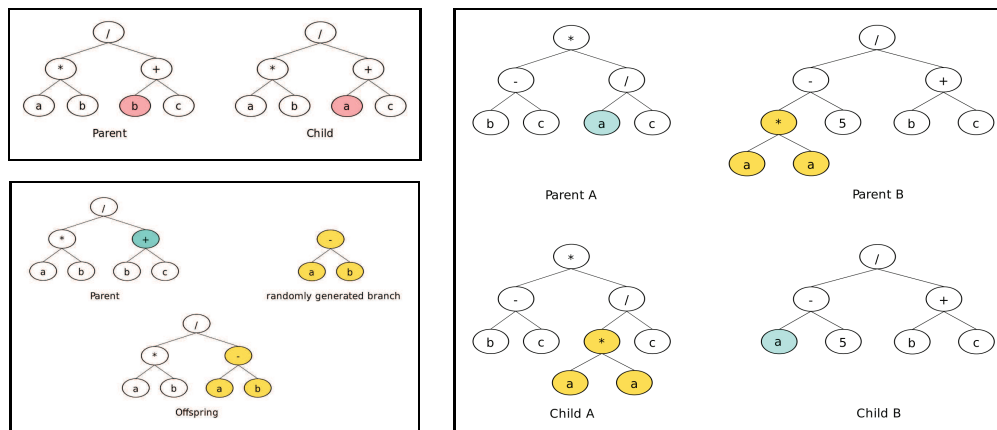 / /
* + * +
a b b c a b a c
Parent Child
/
* + -
a b b c a b
Parent randomly generated branch
/
* -
a b a b
Offspring
* /
- / - +
b c a c * 5 b c
a a
Parent A Parent B
* /
- / - +
b c * c a 5 b c
a a
Child A Child B